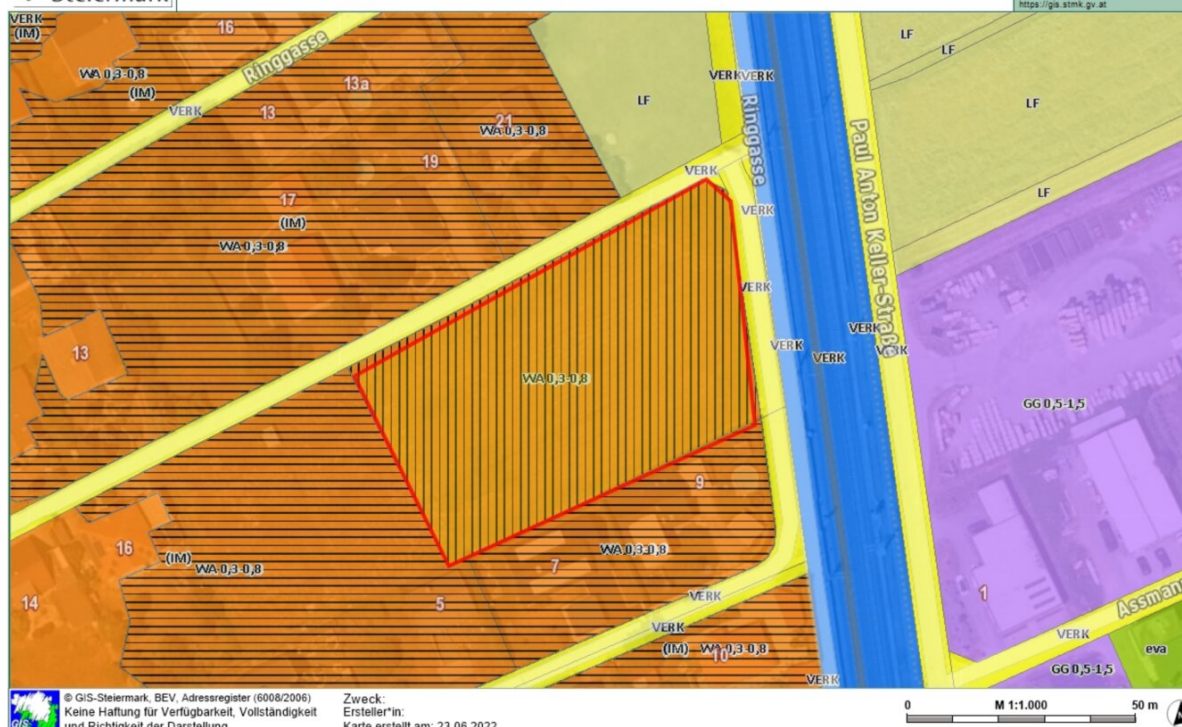 Steiermark
https://gis.stmk.gv.at
VERK
(IM)
16
Ringgasse
WA 0,3-0,8
(IM)
VERK
13a
13
21
WA 0,3-0,8
19
17
(IM)
WA 0,3-0,8
LF
VERK
VERK
Ringgasse
Paul Anton Keller-Straße
LF
LF
LF
LF
VERK
VERK
VERK
VERK
VERK
VERK
VERK
WA 0,3-0,8
GG 0,5-1,5
13
9
WA 0,3-0,8
7
16
(IM)
WA 0,3-0,8
14
5
VERK
VERK
(IM)
WA 0,3-0,8
10
VERK
1
VERK
GG 0,5-1,5
eva
© GIS-Steiermark, BEV, Adressregister (6008/2006)
Keine Haftung für Verfügbarkeit, Vollständigkeit
und Richtigkeit der Darstellung
Zweck:
Ersteller*in:
Karte erstellt am: 23.06.2022
0 M 1:1.000 50 m
GIS